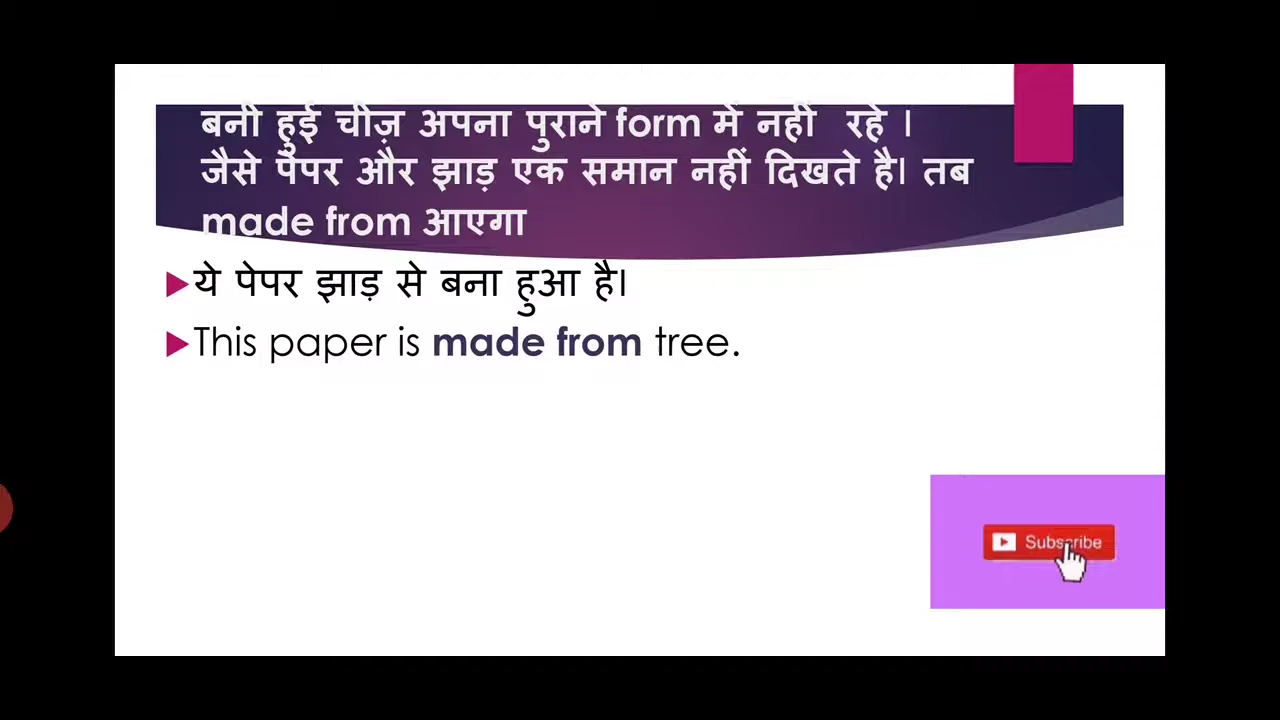 बनी हुई चीज़ अपना पुराने form में नहीं रहे ।
जैसे पेपर और झाड़ एक समान नहीं दिखते है। तब
made from आएगा
ये पेपर झाड़ से बना हुआ है।
This paper is made from tree.
Subscribe